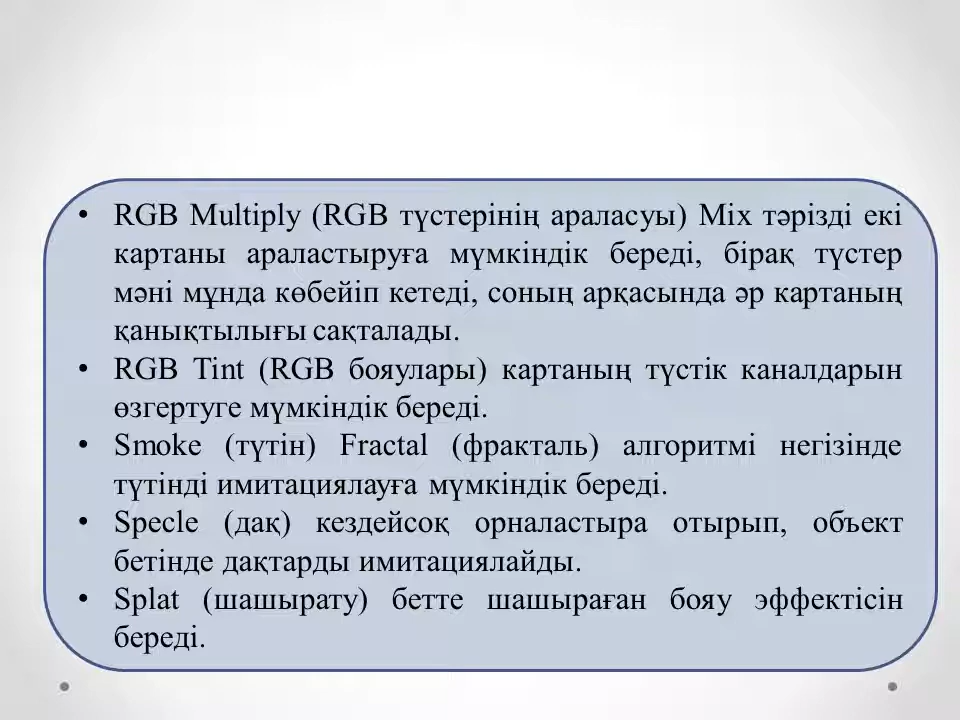 • RGB Multiply (RGB түстерінің араласуы) Mix тәрізді екі
картаны араластыруға мүмкіндік береді, бірақ түстер
мәні мұнда көбейіп кетеді, соның арқасында әр картаның
қанықтылығы сақталады.
• RGB Tint (RGB бояулары) картаның түстік каналдарын
өзгертуге мүмкіндік береді.
• Smoke (түтін) Fractal (фракталь) алгоритмі негізінде
түтінді имитациялауға мүмкіндік береді.
• Specle (дақ) кездейсоқ орналастыра отырып, объект
бетінде дақтарды имитациялайды.
• Splat (шашырату) бетте шашыраған бояу эффектісін
береді.